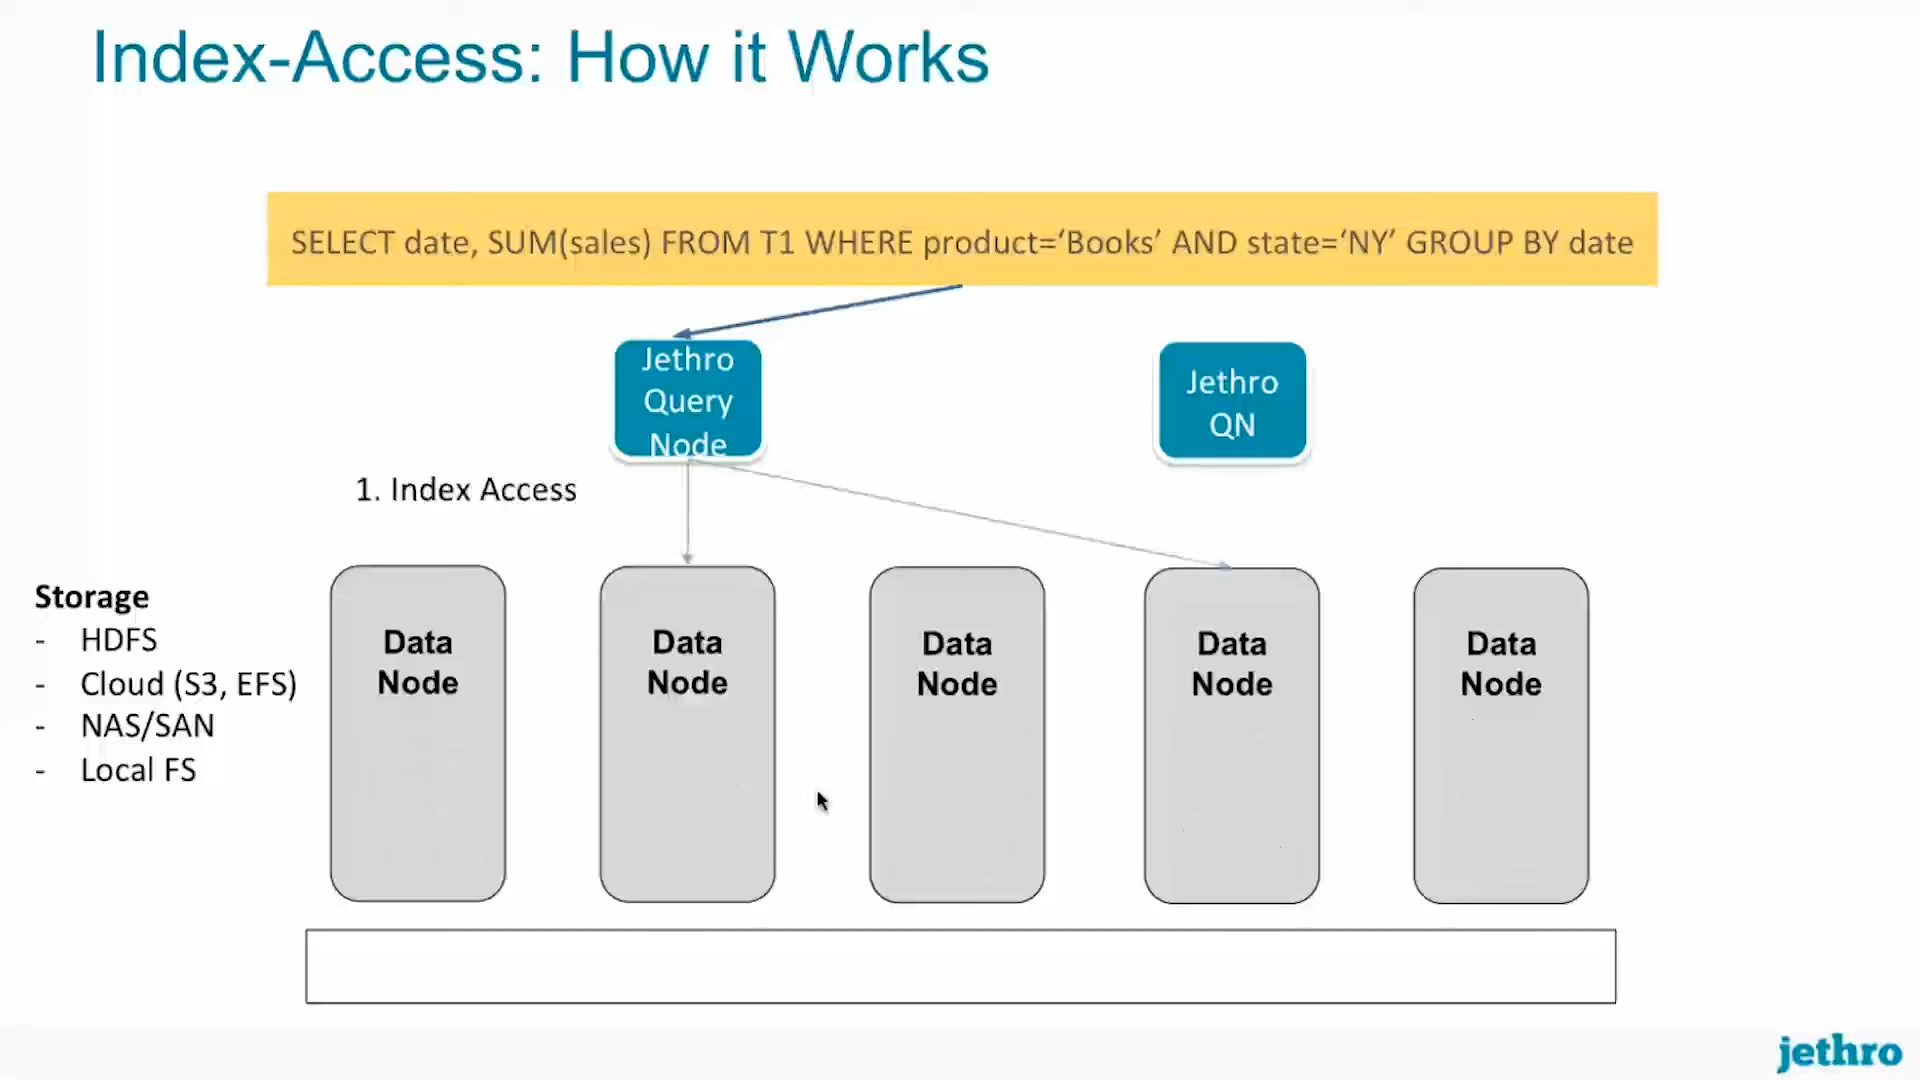 Index-Access: How it Works
SELECT date, SUM(sales) FROM T1 WHERE product=‘Books’ AND state=‘NY’ GROUP BY date
Jethro
Query
Node
Jethro
QN
1. Index Access
Storage
- HDFS
- Cloud (S3, EFS)
- NAS/SAN
- Local FS
Data
Node
Data
Node
Data
Node
Data
Node
Data
Node
jethro